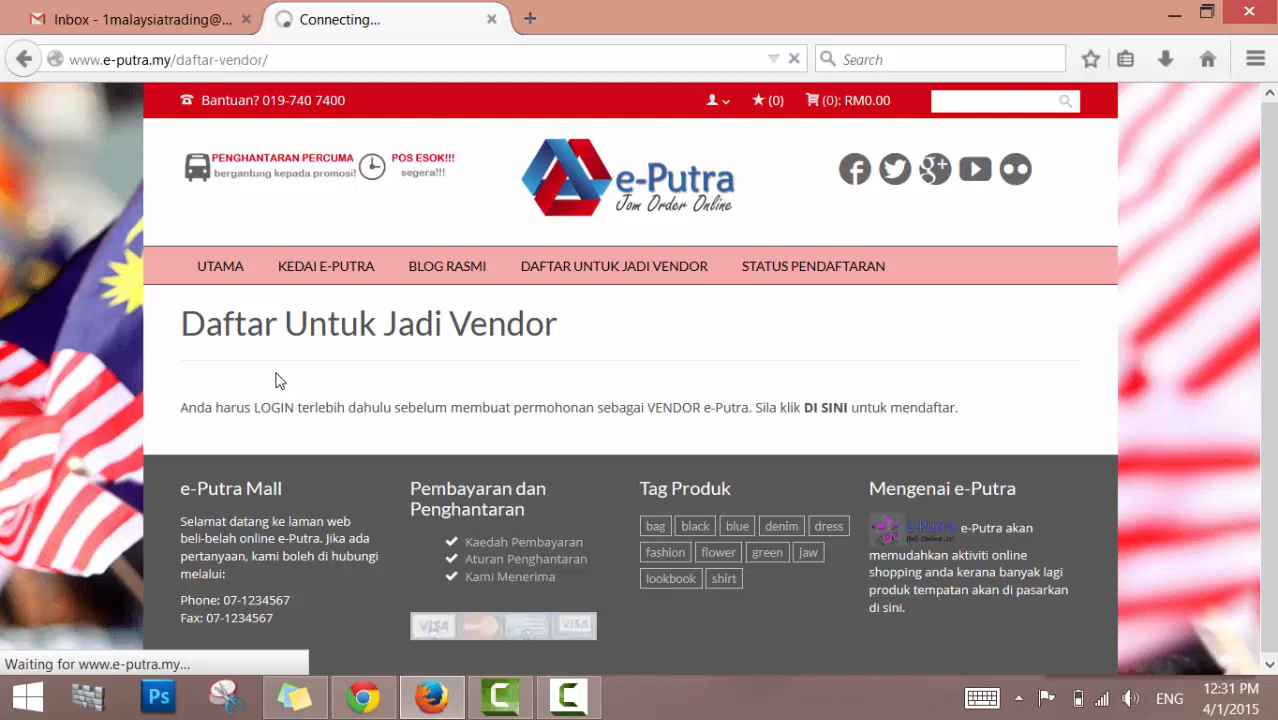 Inbox - 1malaysiatrading@...
Connecting...
www.e-putra.my/daftar-vendor/
Search
Bantuan? 019-740 7400
(0)
(0): RM0.00
PENGHANTARAN PERCUMA
bergantung kepada promosi!
POS ESOK!!!
segera!!!
e-Putra
Jom Order Online
UTAMA
KEDAI E-PUTRA
BLOG RASMI
DAFTAR UNTUK JADI VENDOR
STATUS PENDAFTARAN
Daftar Untuk Jadi Vendor
Anda harus LOGIN terlebih dahulu sebelum membuat permohonan sebagai VENDOR e-Putra. Sila klik DI SINI untuk mendaftar.
e-Putra Mall
Selamat datang ke laman web
beli-belah online e-Putra. Jika ada
pertanyaan, kami boleh di hubungi
melalui:
Phone: 07-1234567
Fax: 07-1234567
Pembayaran dan
Penghantaran
Kaedah Pembayaran
Aturan Penghantaran
Kami Menerima
VISA
VISA
Tag Produk
bag black blue denim dress
fashion flower green jaw
lookbook shirt
Mengenai e-Putra
e-Putra
Beli Online Je!
e-Putra akan
memudahkan aktiviti online
shopping anda kerana banyak lagi
produk tempatan akan di pasarkan
di sini.
Waiting for www.e-putra.my...
Ps
ENG
12:31 PM
4/1/2015